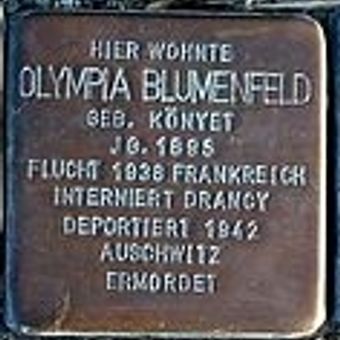 HIER WOHNTE
OLYMPIA BLUMENFELD
GEB. KÖNYET
JG. 1895
FLUCHT 1938 FRANKREICH
INTERNIERT DRANCY
DEPORTIERT 1942
AUSCHWITZ
ERMORDET